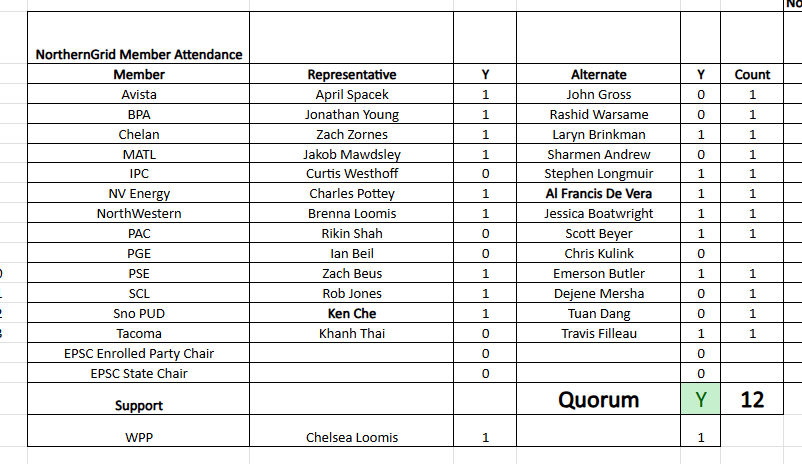 No
NorthernGrid Member Attendance
Member Representative Y Alternate Y Count
Avista April Spacek 1 John Gross 0 1
BPA Jonathan Young 1 Rashid Warsame 0 1
Chelan Zach Zornes 1 Laryn Brinkman 1 1
MATL Jakob Mawdsley 1 Sharmen Andrew 0 1
IPC Curtis Westhoff 0 Stephen Longmuir 1 1
NV Energy Charles Pottey 1 Al Francis De Vera 1 1
NorthWestern Brenna Loomis 1 Jessica Boatwright 1 1
PAC Rikin Shah 0 Scott Beyer 1 1
PGE Ian Beil 0 Chris Kulink 0
PSE Zach Beus 1 Emerson Butler 1 1
SCL Rob Jones 1 Dejene Mersha 0 1
Sno PUD Ken Che 1 Tuan Dang 0 1
Tacoma Khanh Thai 0 Travis Filleau 1 1
EPSC Enrolled Party Chair 0 0
EPSC State Chair 0 0
Support Quorum Y 12
WPP Chelsea Loomis 1 1